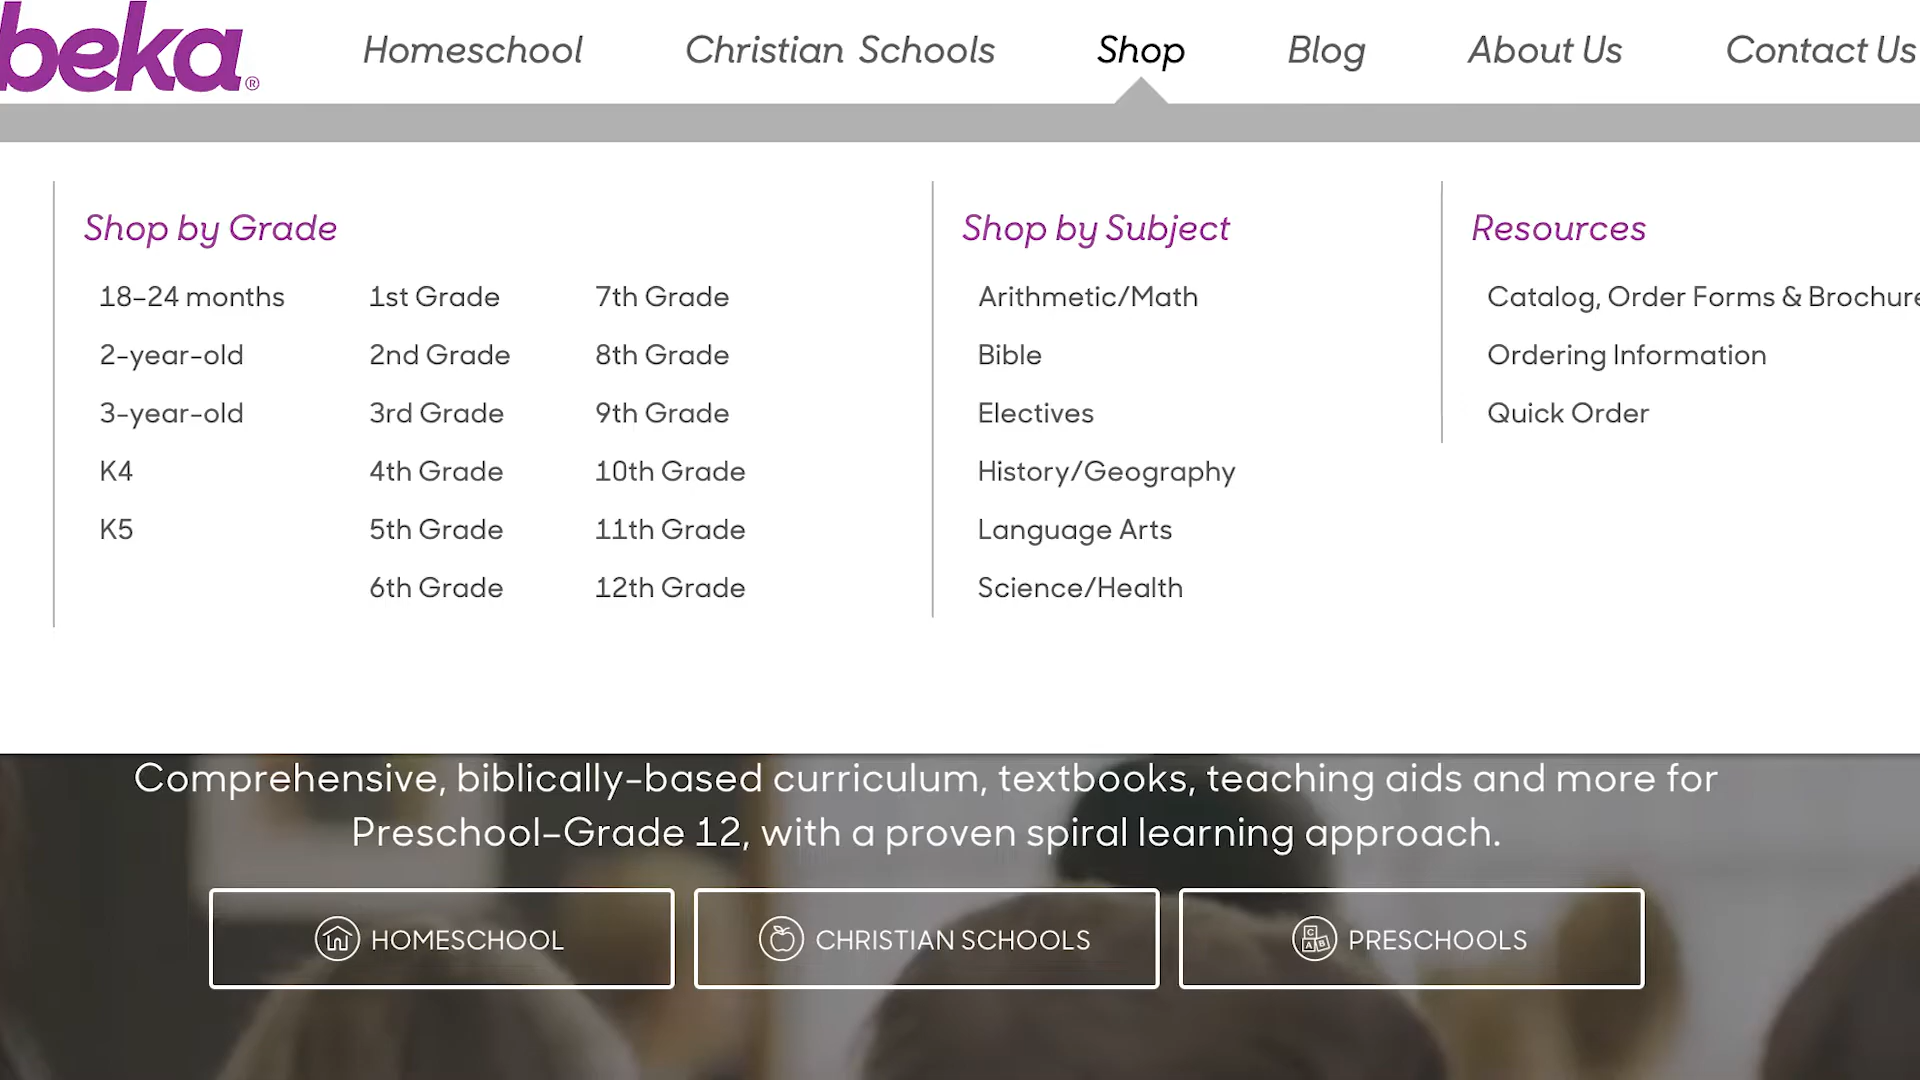 beka®
Homeschool
Christian Schools
Shop
Blog
About Us
Contact Us
Shop by Grade
18–24 months
2-year-old
3-year-old
K4
K5
1st Grade
2nd Grade
3rd Grade
4th Grade
5th Grade
6th Grade
7th Grade
8th Grade
9th Grade
10th Grade
11th Grade
12th Grade
Shop by Subject
Arithmetic/Math
Bible
Electives
History/Geography
Language Arts
Science/Health
Resources
Catalog, Order Forms & Brochure
Ordering Information
Quick Order
Comprehensive, biblically-based curriculum, textbooks, teaching aids and more for
Preschool–Grade 12, with a proven spiral learning approach.
HOMESCHOOL
CHRISTIAN SCHOOLS
C
A B
PRESCHOOLS